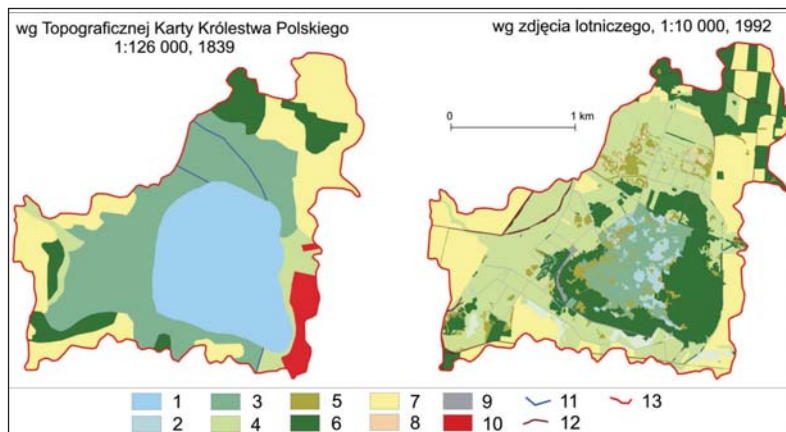 wg Topograficznej Karty Królestwa Polskiego
1:126 000, 1839
wg zdjęcia lotniczego, 1:10 000, 1992
0 1 km
1 3 5 7 9 11 13
2 4 6 8 10 12